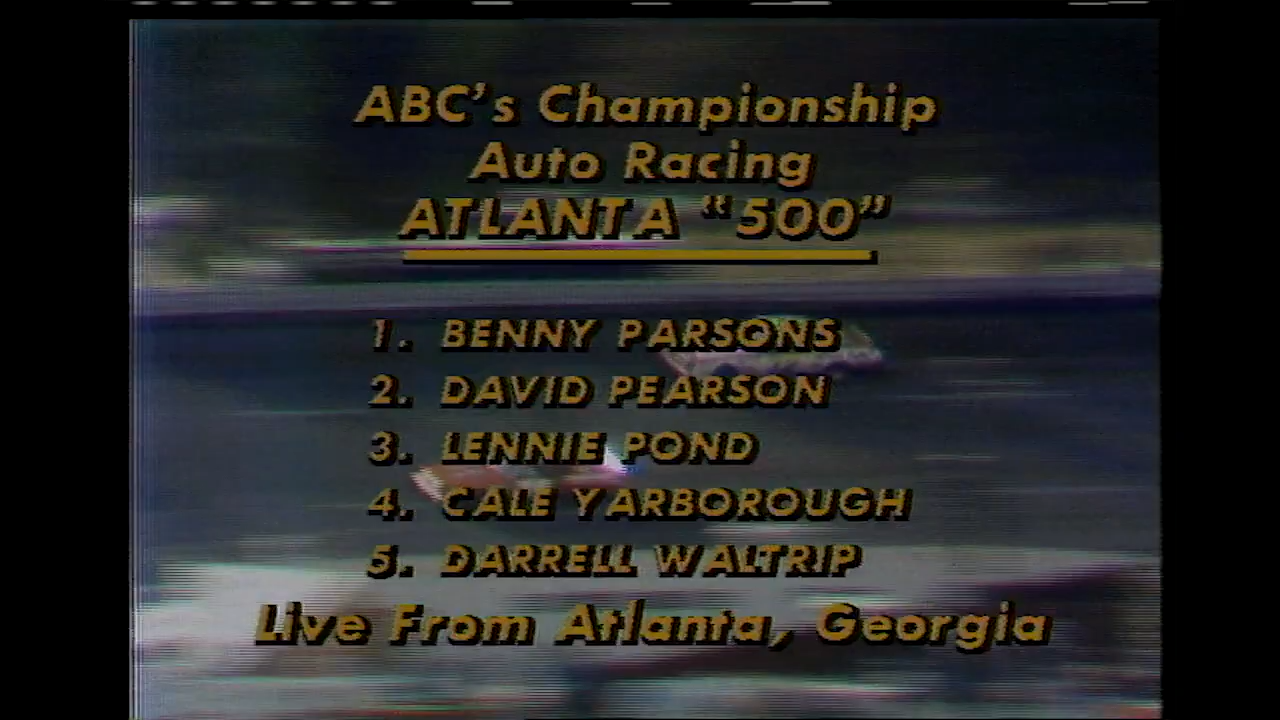 ABC's Championship
Auto Racing
ATLANTA “500”
1. BENNY PARSONS
2. DAVID PEARSON
3. LENNIE POND
4. CALE YARBOROUGH
5. DARRELL WALTRIP
Live From Atlanta, Georgia